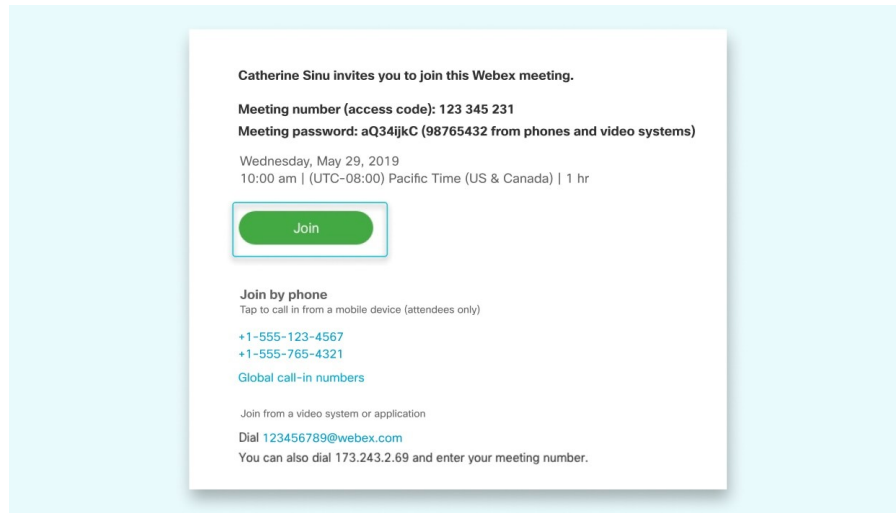 Catherine Sinu invites you to join this Webex meeting.
Meeting number (access code): 123 345 231
Meeting password: aQ34ijkC (98765432 from phones and video systems)
Wednesday, May 29, 2019
10:00 am | (UTC-08:00) Pacific Time (US & Canada) | 1 hr
Join
Join by phone
Tap to call in from a mobile device (attendees only)
+1-555-123-4567
+1-555-765-4321
Global call-in numbers
Join from a video system or application
Dial 123456789@webex.com
You can also dial 173.243.2.69 and enter your meeting number.